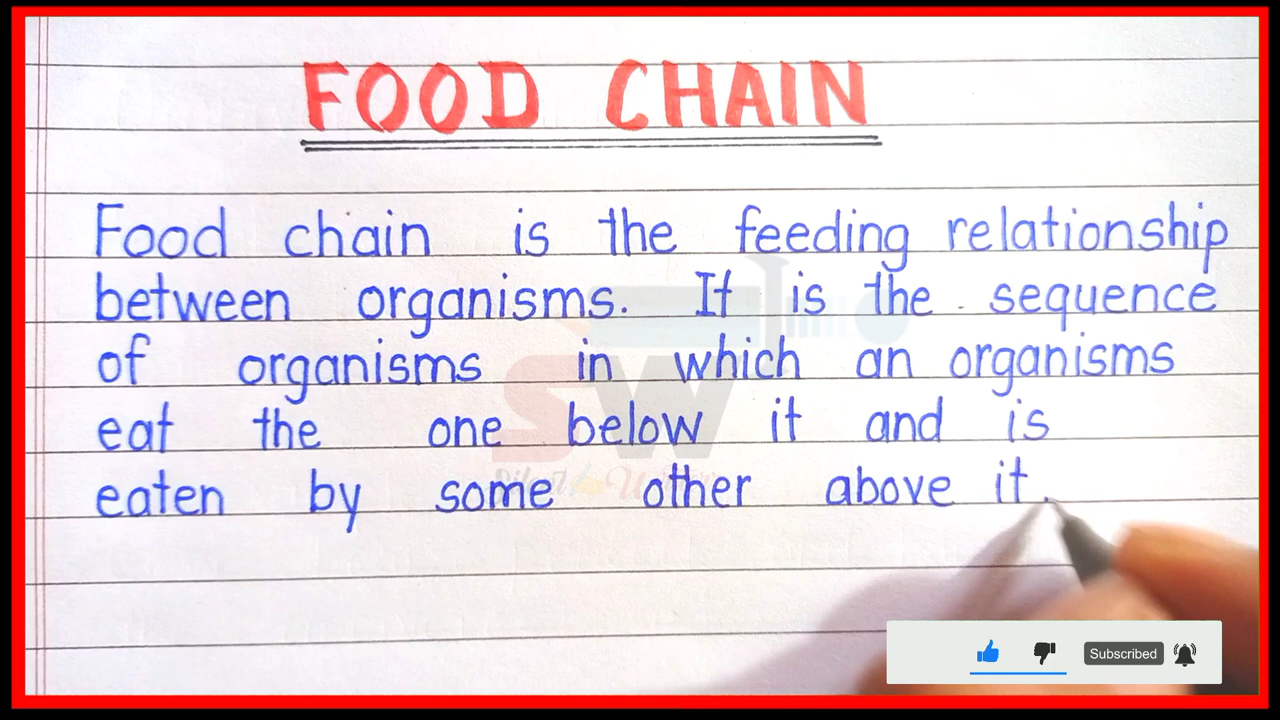 FOOD CHAIN
Food chain is the feeding relationship
between organisms. It is the sequence
of organisms in which an organisms
eat the one below it and is
eaten by some other above it.
SW
Subscribed